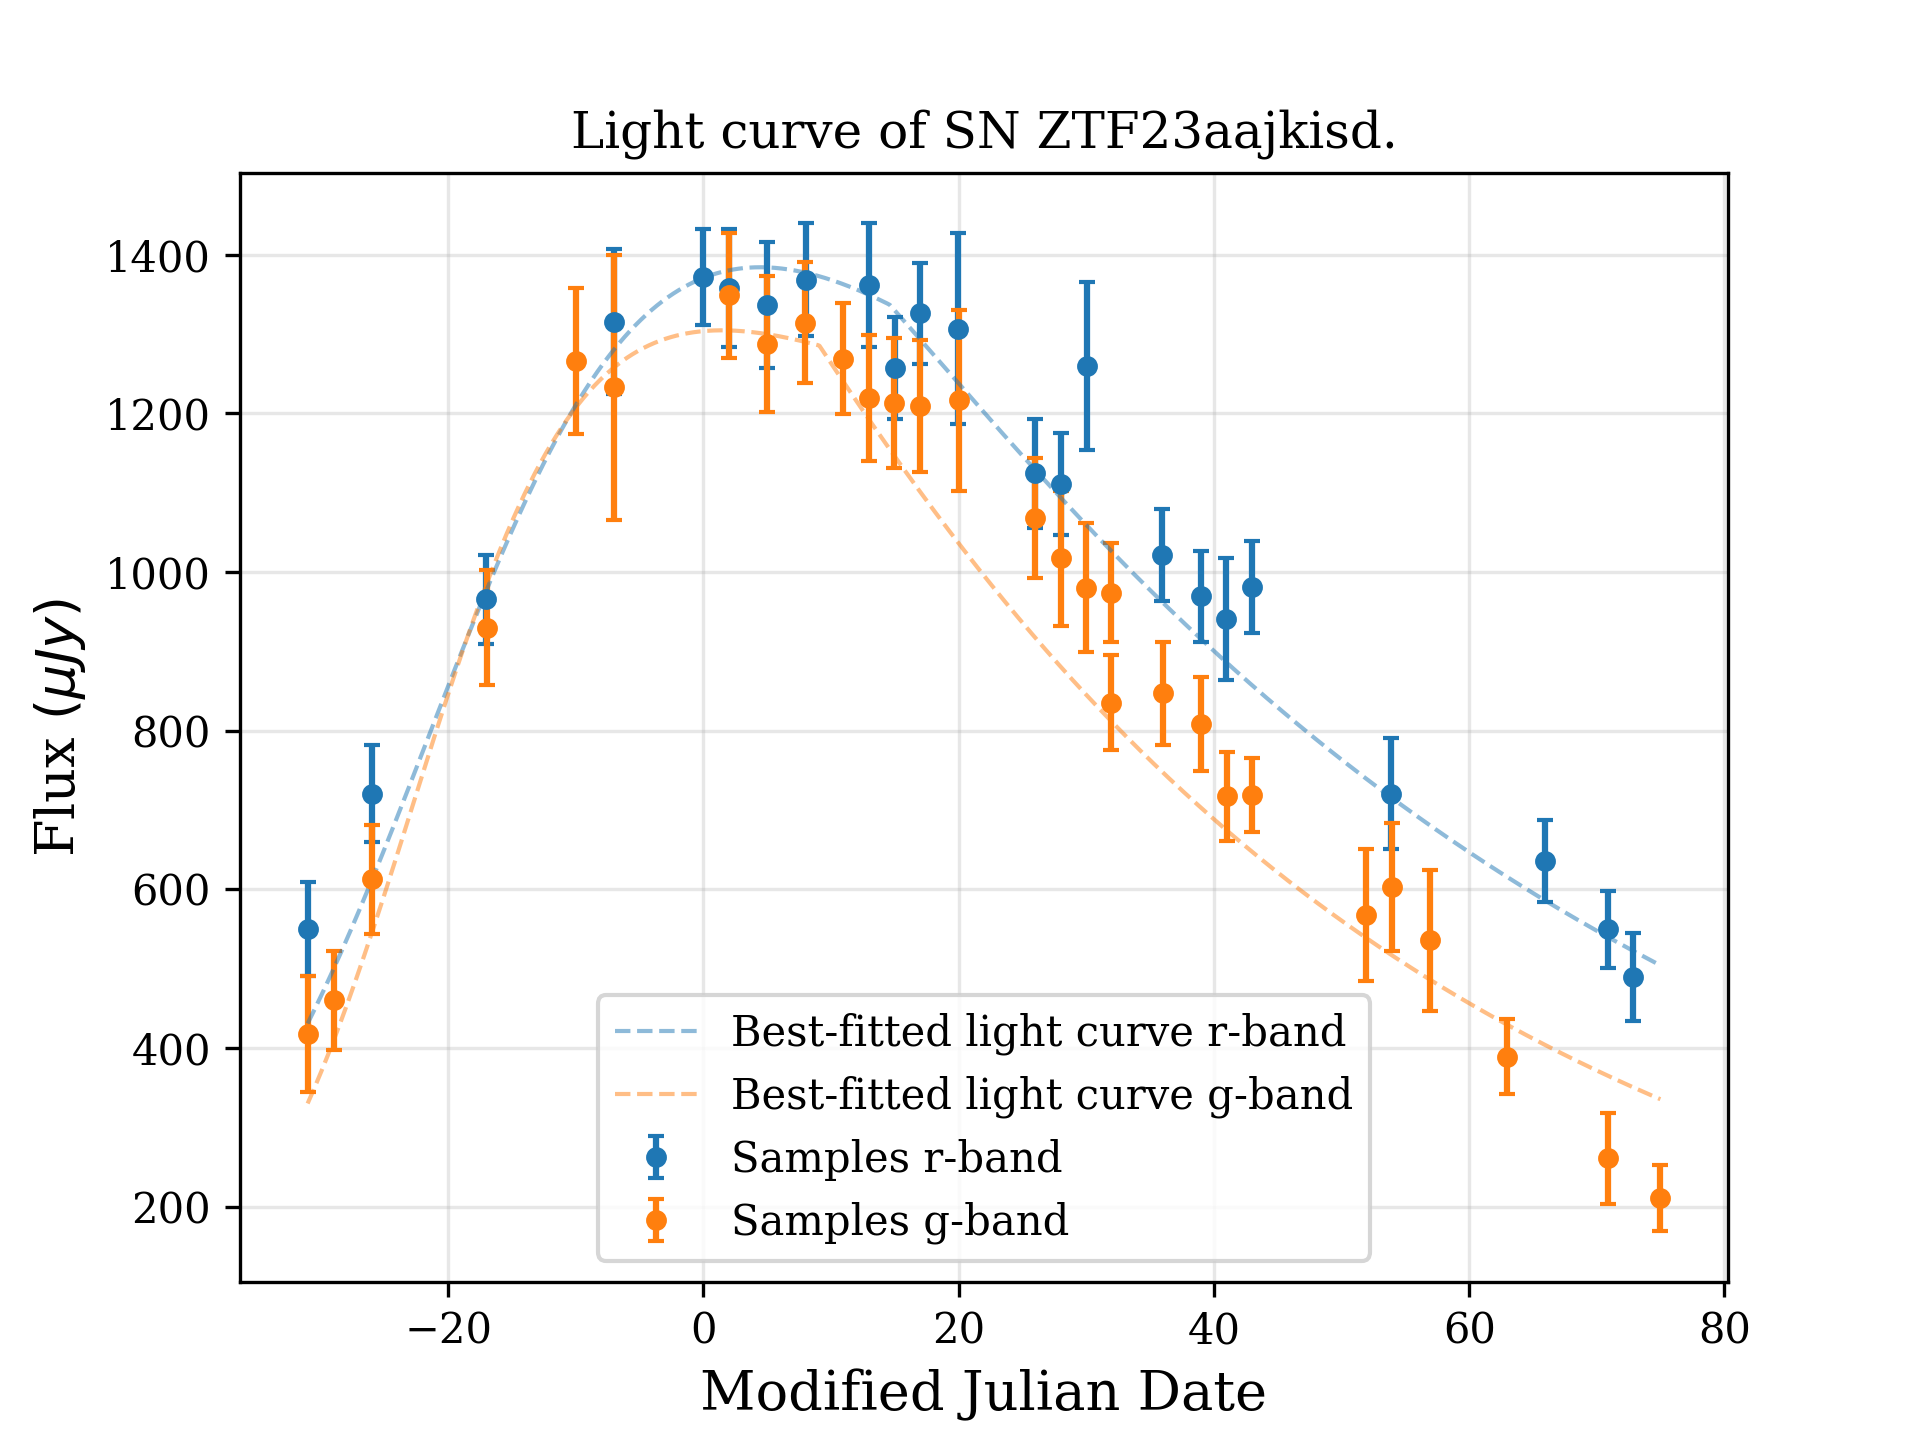 Light curve of SN ZTF23aajkisd.
Flux (μJy)
1400
1200
1000
800
600
400
200
Best-fitted light curve r-band
Best-fitted light curve g-band
Samples r-band
Samples g-band
−20 0 20 40 60 80
Modified Julian Date